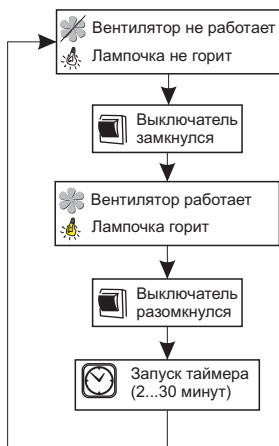 Вентилятор не работает
Лампочка не горит
Выключатель
замкнулся
Вентилятор работает
Лампочка горит
Выключатель
разомкнулся
Запуск таймера
(2...30 минут)